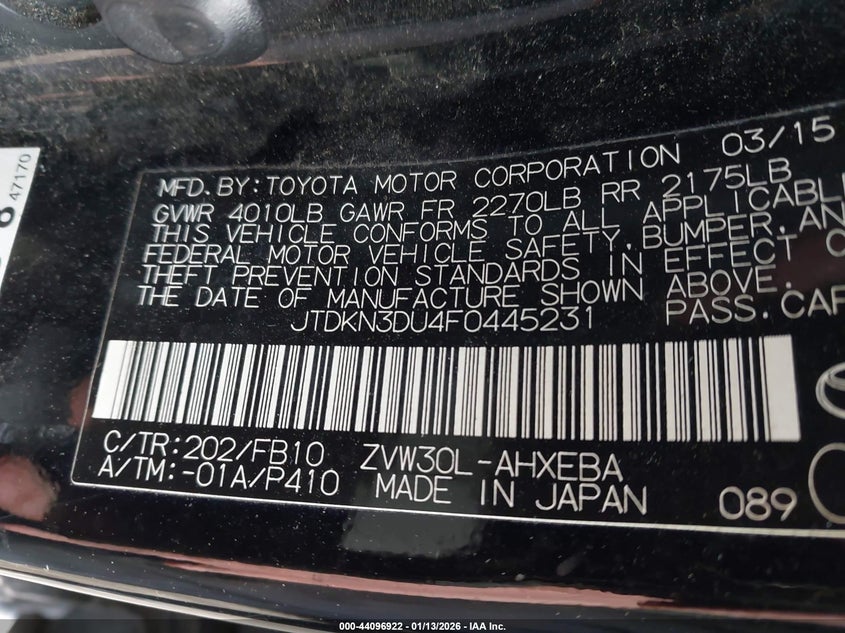 MFD. BY: TOYOTA MOTOR CORPORATION 03/15
GVWR 4010LB GAWR FR 2270LB RR 2175LB
THIS VEHICLE CONFORMS TO ALL APPLICABLE
FEDERAL MOTOR VEHICLE SAFETY, BUMPER, AN
THEFT PREVENTION STANDARDS IN EFFECT O
THE DATE OF MANUFACTURE SHOWN ABOVE.
JTDKN3DU4F0445231 PASS. CAR
C/TR: 202/FB10 ZVW30L-AHXEBA
A/TM: -01A/P410 MADE IN JAPAN 089
47170
000-44096922 - 01/13/2026 - IAA Inc.